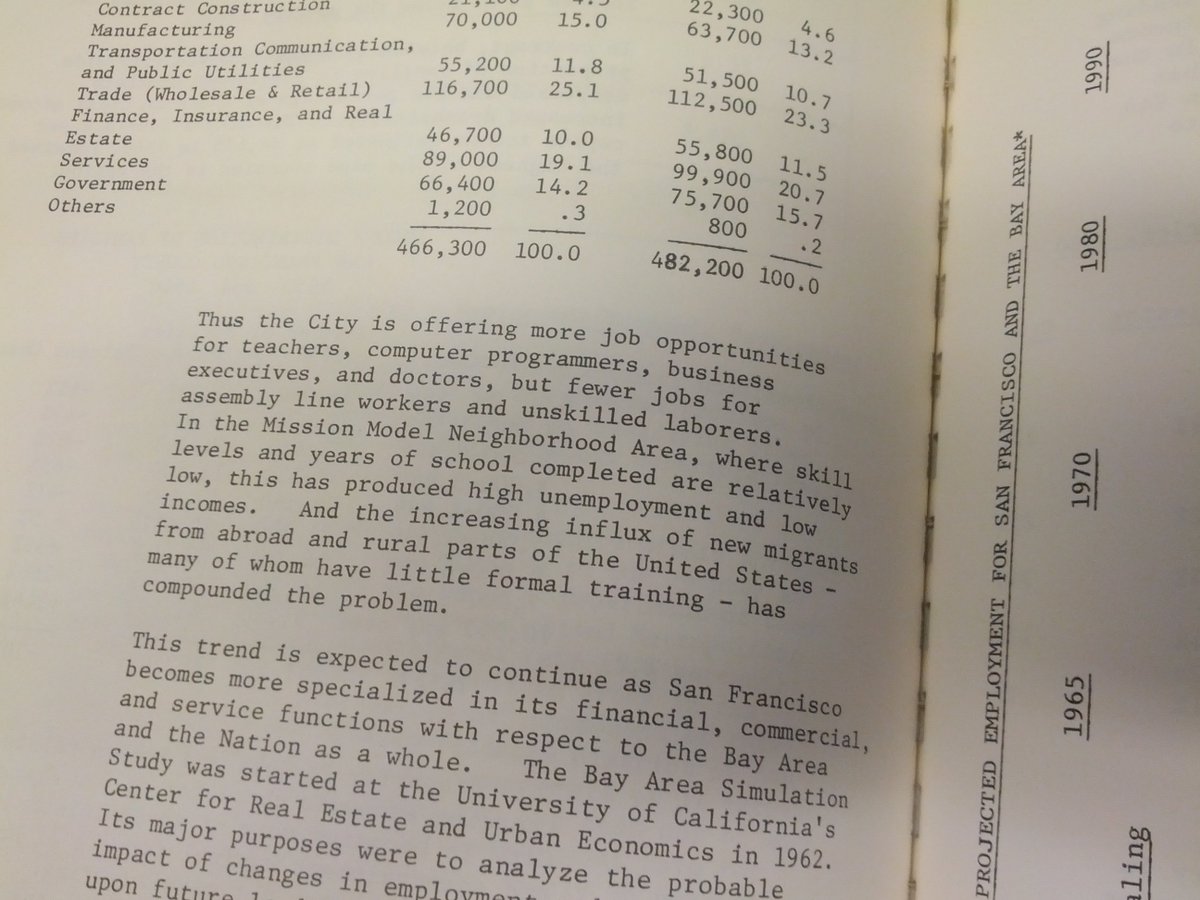 Contract Construction 22,300 4.6
Manufacturing 70,000 15.0 63,700 13.2
Transportation Communication,
and Public Utilities 55,200 11.8 51,500 10.7
Trade (Wholesale & Retail) 116,700 25.1 112,500 23.3
Finance, Insurance, and Real
Estate 46,700 10.0 55,800 11.5
Services 89,000 19.1 99,900 20.7
Government 66,400 14.2 75,700 15.7
Others 1,200 .3 800 .2
466,300 100.0 482,200 100.0
Thus the City is offering more job opportunities
for teachers, computer programmers, business
executives, and doctors, but fewer jobs for
assembly line workers and unskilled laborers.
In the Mission Model Neighborhood Area, where skill
levels and years of school completed are relatively
low, this has produced high unemployment and low
incomes. And the increasing influx of new migrants
from abroad and rural parts of the United States -
many of whom have little formal training - has
compounded the problem.
This trend is expected to continue as San Francisco
becomes more specialized in its financial, commercial,
and service functions with respect to the Bay Area
and the Nation as a whole. The Bay Area Simulation
Study was started at the University of California's
Center for Real Estate and Urban Economics in 1962.
Its major purposes were to analyze the probable
impact of changes in employment
upon future
PROJECTED EMPLOYMENT FOR SAN FRANCISCO AND THE BAY AREA*
1965 1970 1980 1990
aling